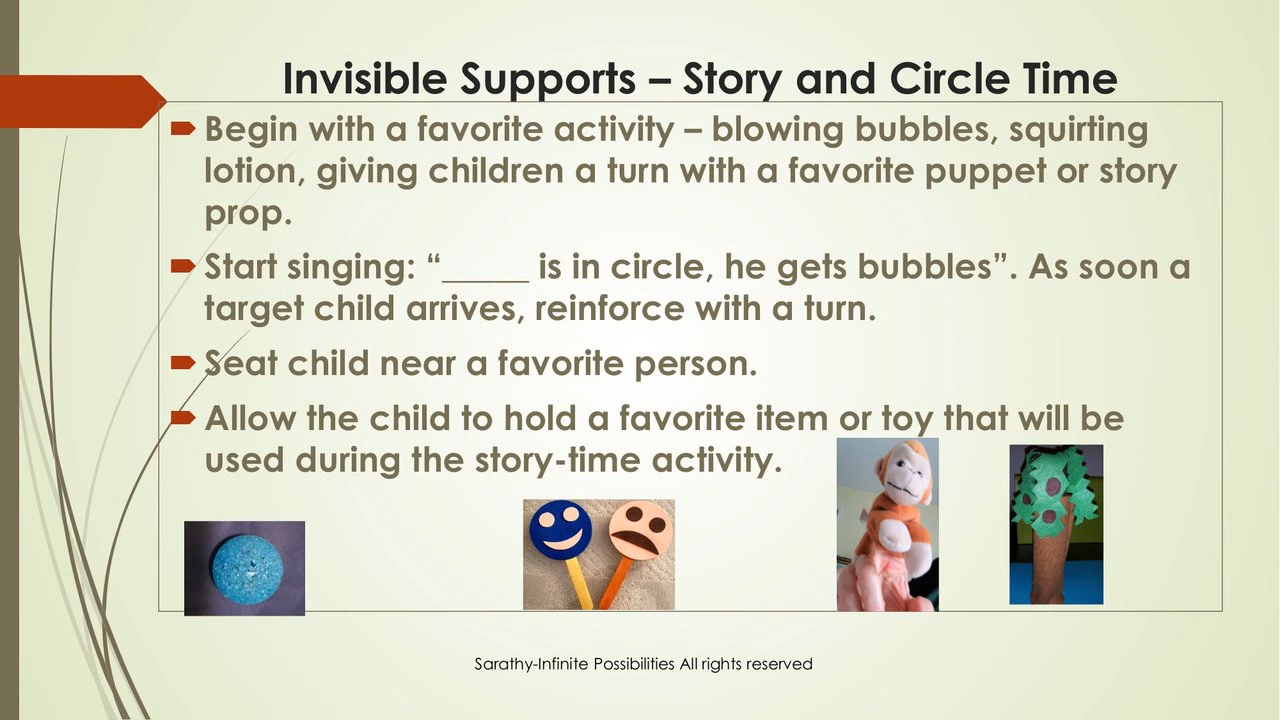 Invisible Supports – Story and Circle Time
Begin with a favorite activity – blowing bubbles, squirting
lotion, giving children a turn with a favorite puppet or story
prop.
Start singing: “_____ is in circle, he gets bubbles”. As soon a
target child arrives, reinforce with a turn.
Seat child near a favorite person.
Allow the child to hold a favorite item or toy that will be
used during the story-time activity.
Sarathy-Infinite Possibilities All rights reserved